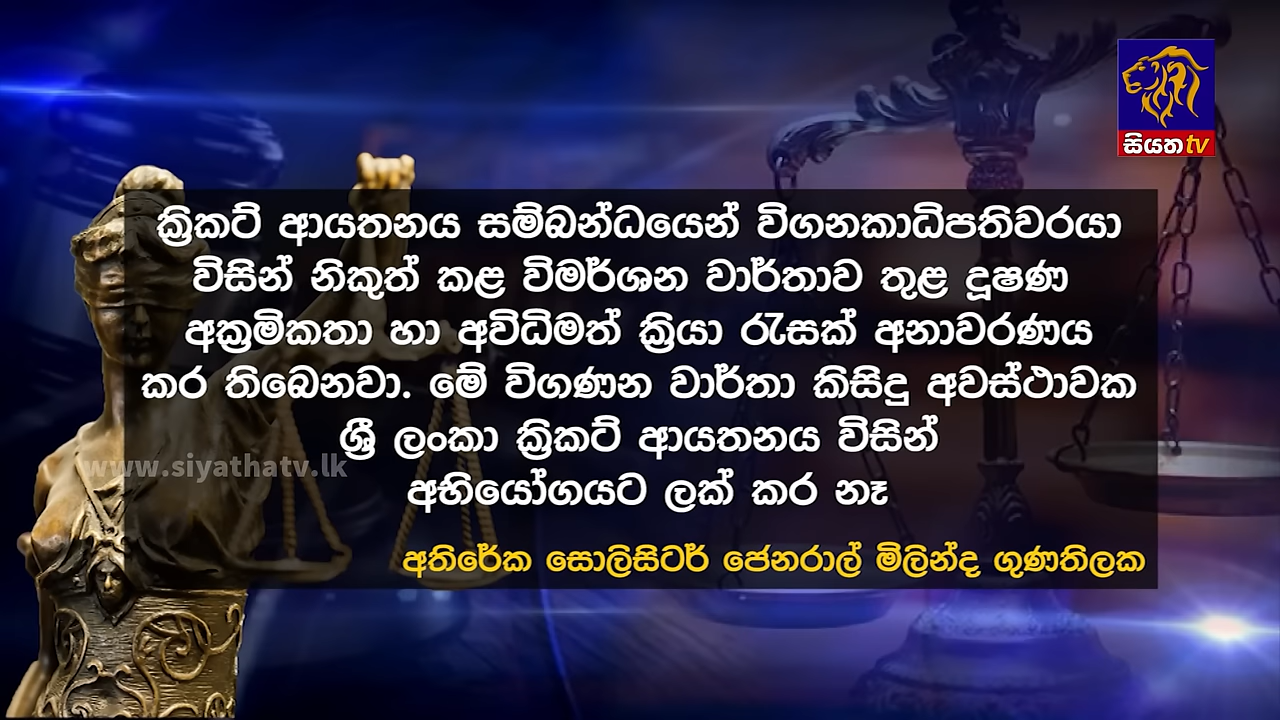 සියත tv
ක්‍රිකට් ආයතනය සම්බන්ධයෙන් විගනකාධිපතිවරයා
විසින් නිකුත් කළ විමර්ශන වාර්තාව තුළ දූෂණ
අක්‍රමිකතා හා අවිධිමත් ක්‍රියා රැසක් අනාවරණය
කර තිබෙනවා. මේ විගණන වාර්තා කිසිදු අවස්ථාවක
ශ්‍රී ලංකා ක්‍රිකට් ආයතනය විසින්
www.siyathatv.lk
අභියෝගයට ලක් කර නෑ
අතිරේක සොලිසිටර් ජෙනරාල් මිලින්ද ගුණතිලක